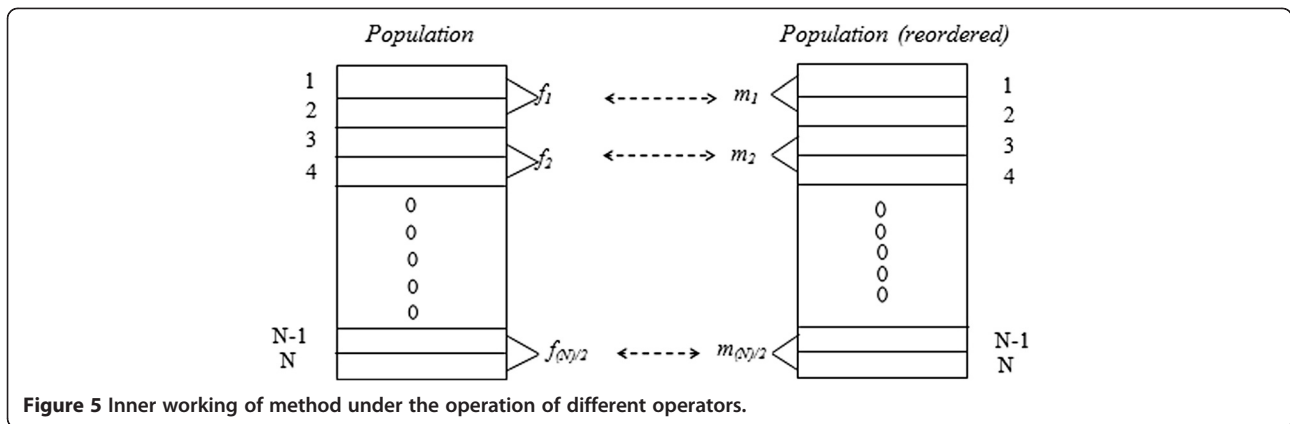 Population Population (reordered)
1 f1 m1 1
2 2
3 f2 m2 3
4 4
0 0
0 0
0 0
0 0
0 0
N-1 N-1
f(N)/2 m(N)/2
N N
Figure 5 Inner working of method under the operation of different operators.